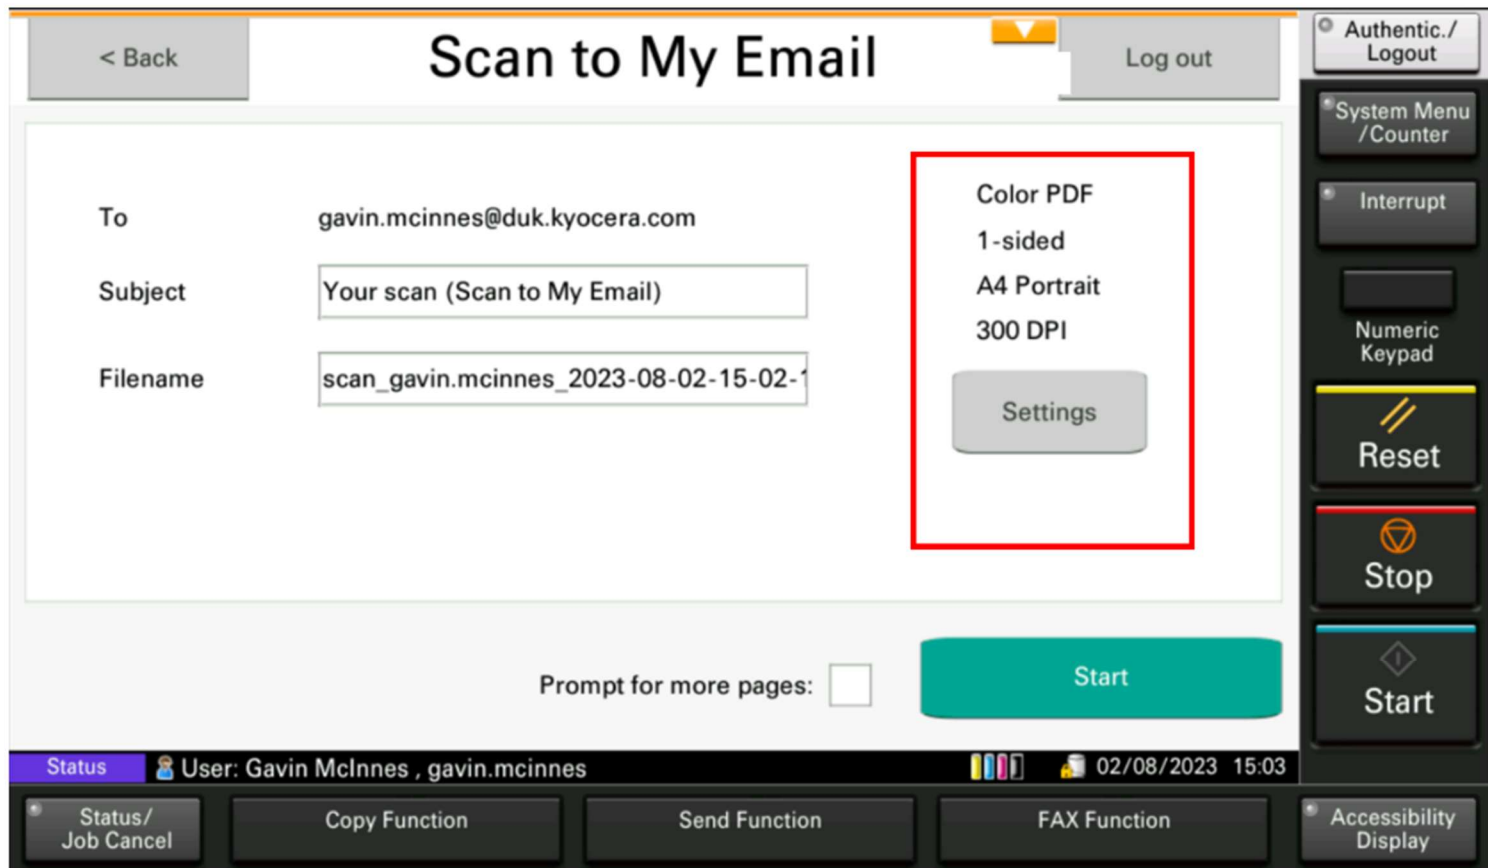 < Back
Scan to My Email
Log out
Authentic./
Logout
System Menu
/Counter
Interrupt
Numeric
Keypad
Reset
Stop
Start
To
gavin.mcinnes@duk.kyocera.com
Subject
Your scan (Scan to My Email)
Filename
scan_gavin.mcinnes_2023-08-02-15-02-1
Color PDF
1-sided
A4 Portrait
300 DPI
Settings
Prompt for more pages:
Start
Status
User: Gavin McInnes , gavin.mcinnes
02/08/2023 15:03
Status/
Job Cancel
Copy Function
Send Function
FAX Function
Accessibility
Display